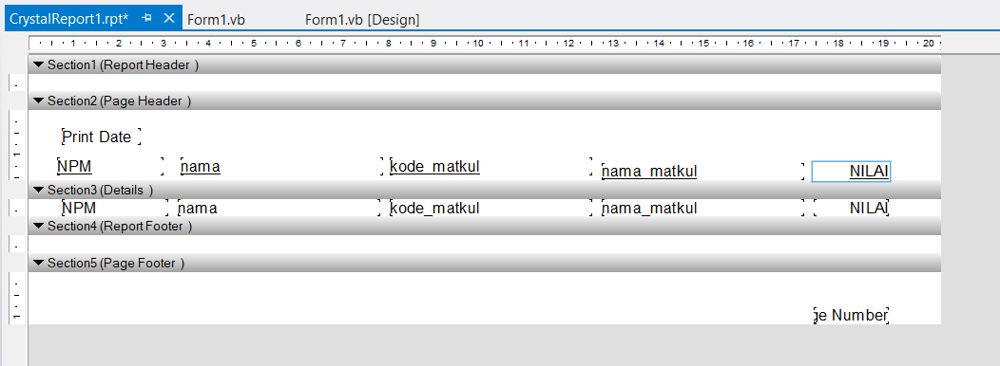 CrystalReport1.rpt* Form1.vb Form1.vb [Design]
1 2 3 4 5 6 7 8 9 10 11 12 13 14 15 16 17 18 19 20
Section1 (Report Header )
Section2 (Page Header )
Print Date
NPM nama kode_matkul nama_matkul NILAI
Section3 (Details )
NPM nama kode_matkul nama_matkul NILAI
Section4 (Report Footer )
Section5 (Page Footer )
ge Number